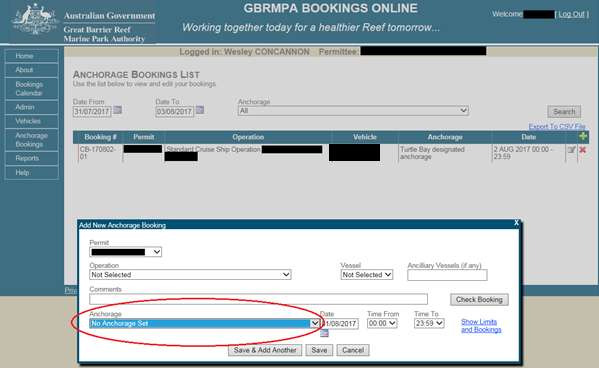 GBRMPA BOOKINGS ONLINE
Australian Government
Great Barrier Reef
Marine Park Authority
Working together today for a healthier Reef tomorrow...
Welcome [ Log Out ]
Logged in: Wesley CONCANNON Permittee:
Home
About
Bookings
Calendar
Admin
Vehicles
Anchorage
Bookings
Reports
Help
ANCHORAGE BOOKINGS LIST
Use the list below to view and edit your bookings.
Date From Date To Anchorage
31/07/2017 03/08/2017 All Search
Export To CSV File
Booking # Permit Operation Vehicle Anchorage Date
CB-170802- Standard Cruise Ship Operation Turtle Bay designated 2 AUG 2017 00:00 -
01 anchorage 23:59
Add New Anchorage Booking X
Permit
Operation Vessel Ancilliary Vessels (if any)
Not Selected Not Selected
Comments
Check Booking
Anchorage Date Time From Time To
No Anchorage Set 01/08/2017 00:00 23:59 Show Limits
and Bookings
Save & Add Another Save Cancel